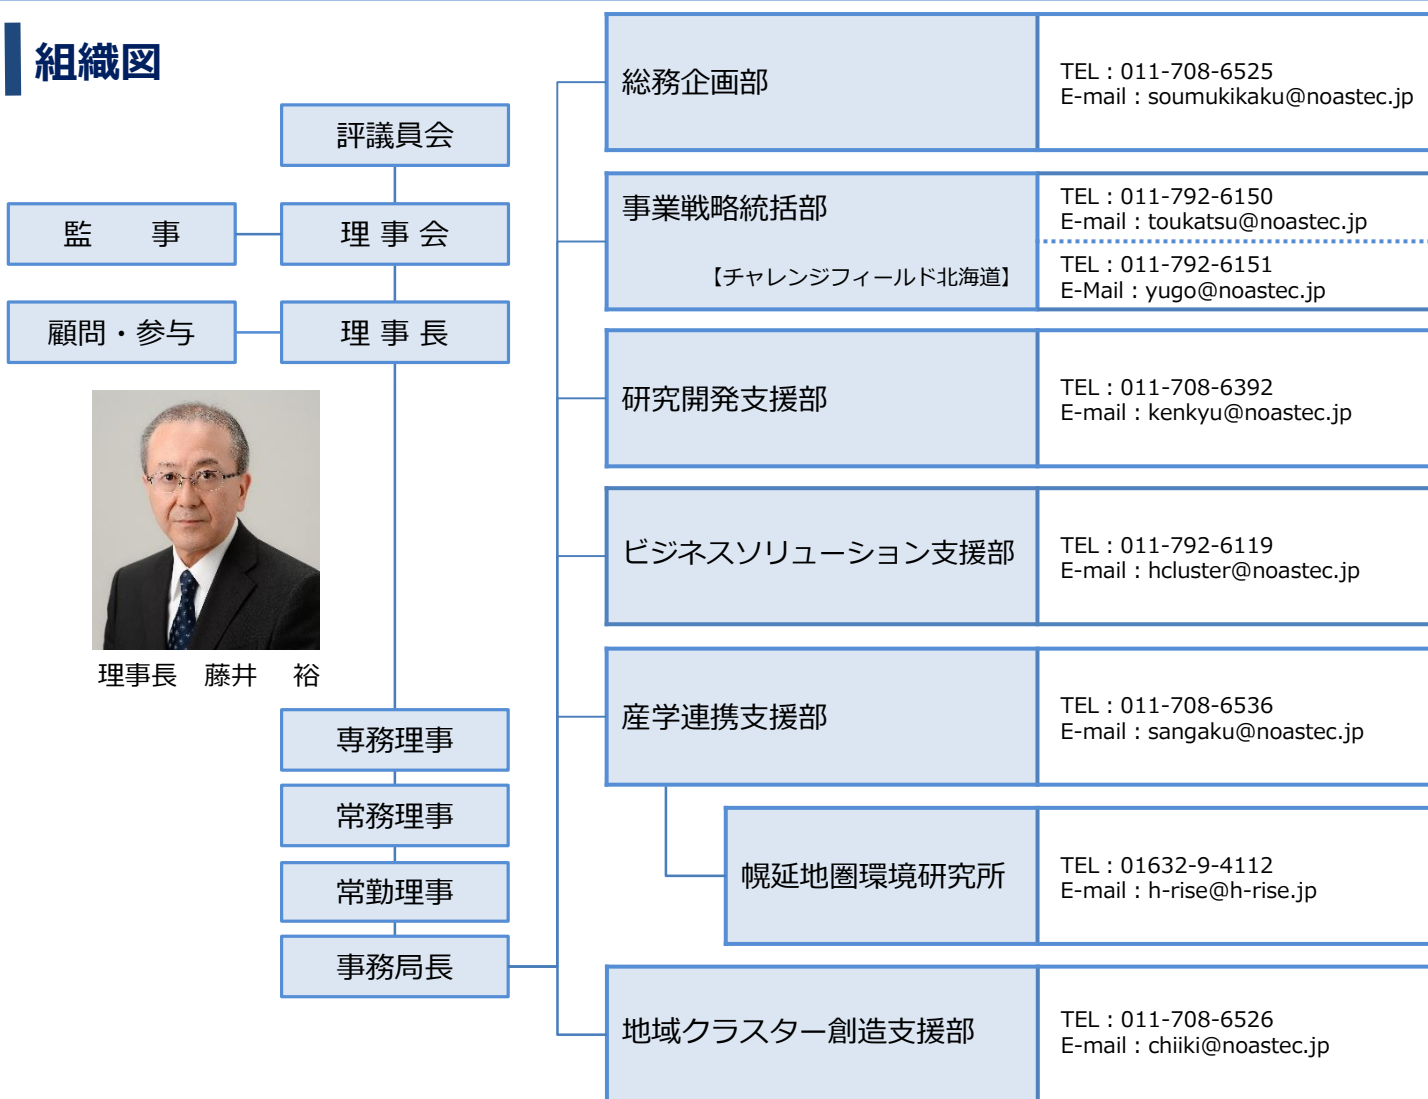 組織図
評議員会
監　　事
理 事 会
顧問・参与
理 事 長
理事長　藤井　裕
専務理事
常務理事
常勤理事
事務局長
総務企画部
TEL：011-708-6525
E-mail：soumukikaku@noastec.jp
事業戦略統括部
TEL：011-792-6150
E-mail：toukatsu@noastec.jp
【チャレンジフィールド北海道】
TEL：011-792-6151
E-Mail：yugo@noastec.jp
研究開発支援部
TEL：011-708-6392
E-mail：kenkyu@noastec.jp
ビジネスソリューション支援部
TEL：011-792-6119
E-mail：hcluster@noastec.jp
産学連携支援部
TEL：011-708-6536
E-mail：sangaku@noastec.jp
幌延地圏環境研究所
TEL：01632-9-4112
E-mail：h-rise@h-rise.jp
地域クラスター創造支援部
TEL：011-708-6526
E-mail：chiiki@noastec.jp